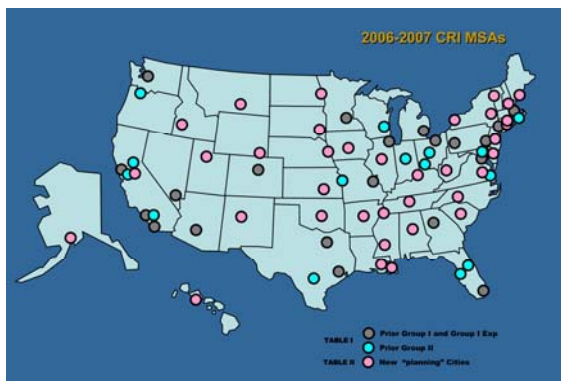 2006-2007 CRI MSAs
TABLE I
Prior Group I and Group I Exp
Prior Group II
TABLE II
New "planning" Cities